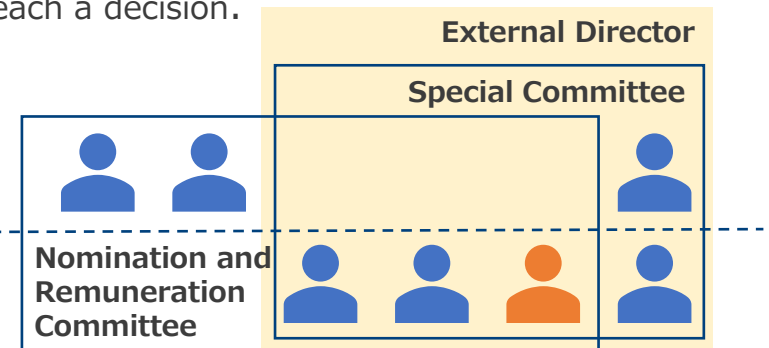 each a decision.
External Director
Special Committee
Nomination and
Remuneration
Committee